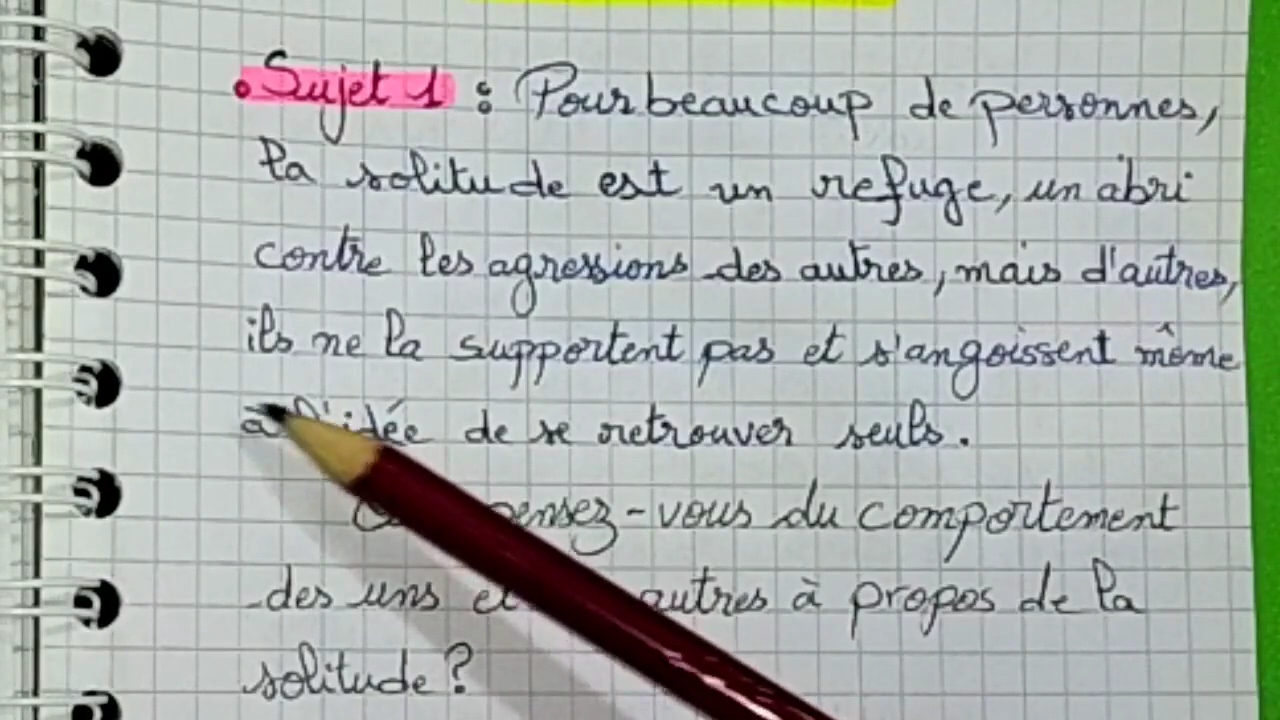 • Sujet 1 : Pour beaucoup de personnes,
la solitude est un refuge, un abri
contre les agressions des autres, mais d'autres,
ils ne la supportent pas et s'angoissent même
à l'idée de se retrouver seuls.
pensez-vous du comportement
des uns et autres à propos de la
solitude ?